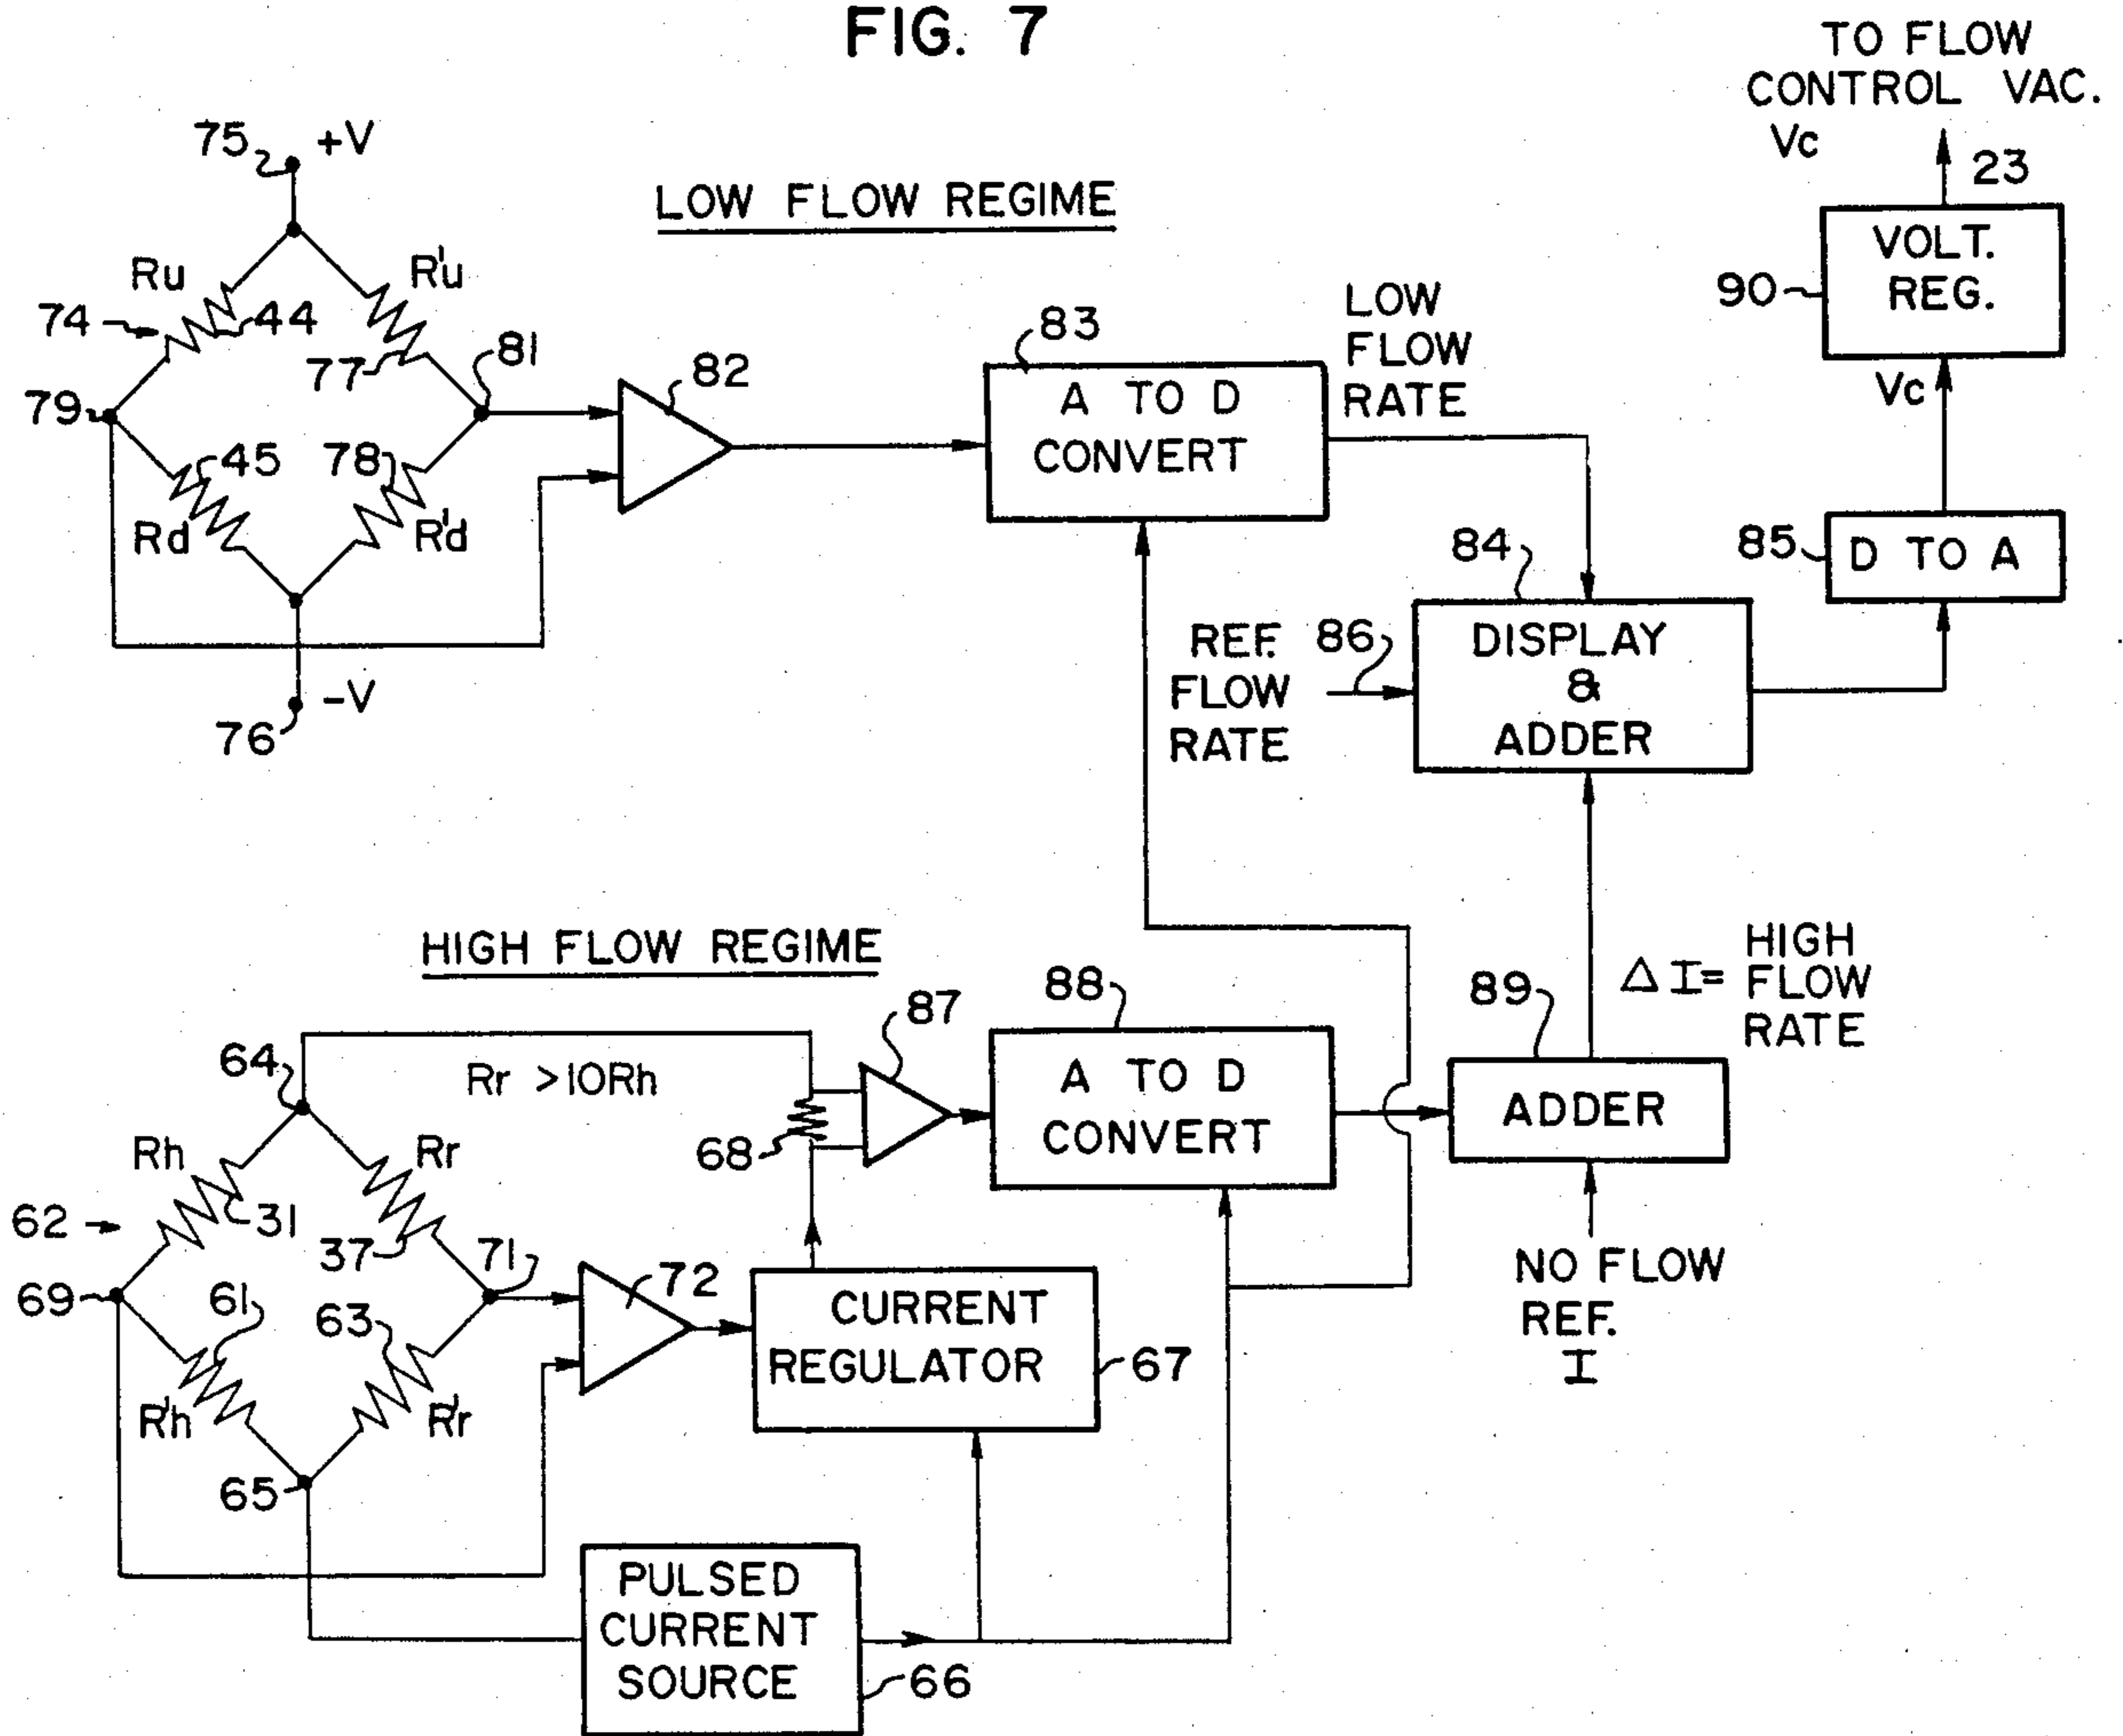 FIG. 7
TO FLOW
CONTROL VAC.
Vc
23
75
+V
LOW FLOW REGIME
VOLT.
REG.
90
Ru
R'u
74
44
77
81
82
83
A TO D
CONVERT
LOW
FLOW
RATE
Vc
79
45
78
Rd
R'd
84
85
D TO A
REF.
FLOW
RATE
86
DISPLAY
&
ADDER
-V
76
HIGH FLOW REGIME
64
Rr >10Rh
68
87
88
A TO D
CONVERT
89
ΔI=
HIGH
FLOW
RATE
ADDER
Rh
Rr
62
31
37
71
69
61
63
72
CURRENT
REGULATOR
67
NO FLOW
REF.
I
R'h
R'r
65
PULSED
CURRENT
SOURCE
66